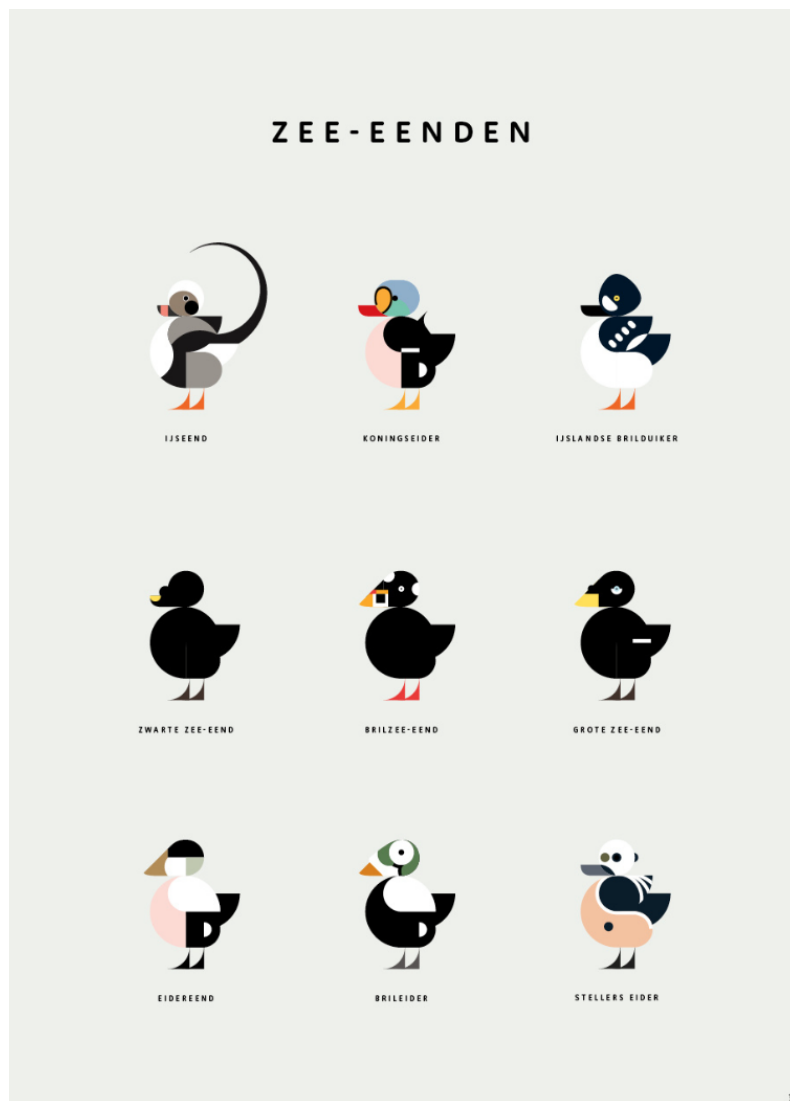 ZEE-EENDEN
IJSEEND
KONINGSEIDER
IJSLANDSE BRILDUIKER
ZWARTE ZEE-EEND
BRILZEE-EEND
GROTE ZEE-EEND
EIDEREEND
BRILEIDER
STELLERS EIDER